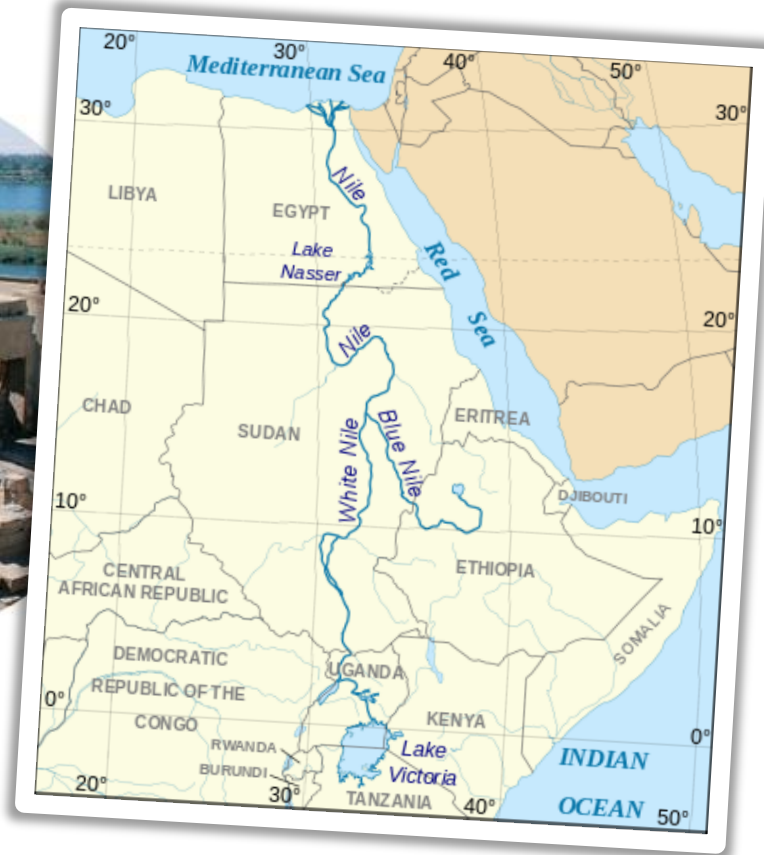 20°
30°
40°
50°
Mediterranean Sea
30°
30°
LIBYA
EGYPT
Nile
Lake
Nasser
Red
Sea
20°
20°
Nile
CHAD
SUDAN
White Nile
Blue Nile
ERITREA
DJIBOUTI
10°
10°
CENTRAL
AFRICAN REPUBLIC
ETHIOPIA
SOMALIA
DEMOCRATIC
REPUBLIC OF THE
CONGO
UGANDA
KENYA
0°
0°
RWANDA
BURUNDI
Lake
Victoria
TANZANIA
INDIAN
OCEAN
20°
30°
40°
50°